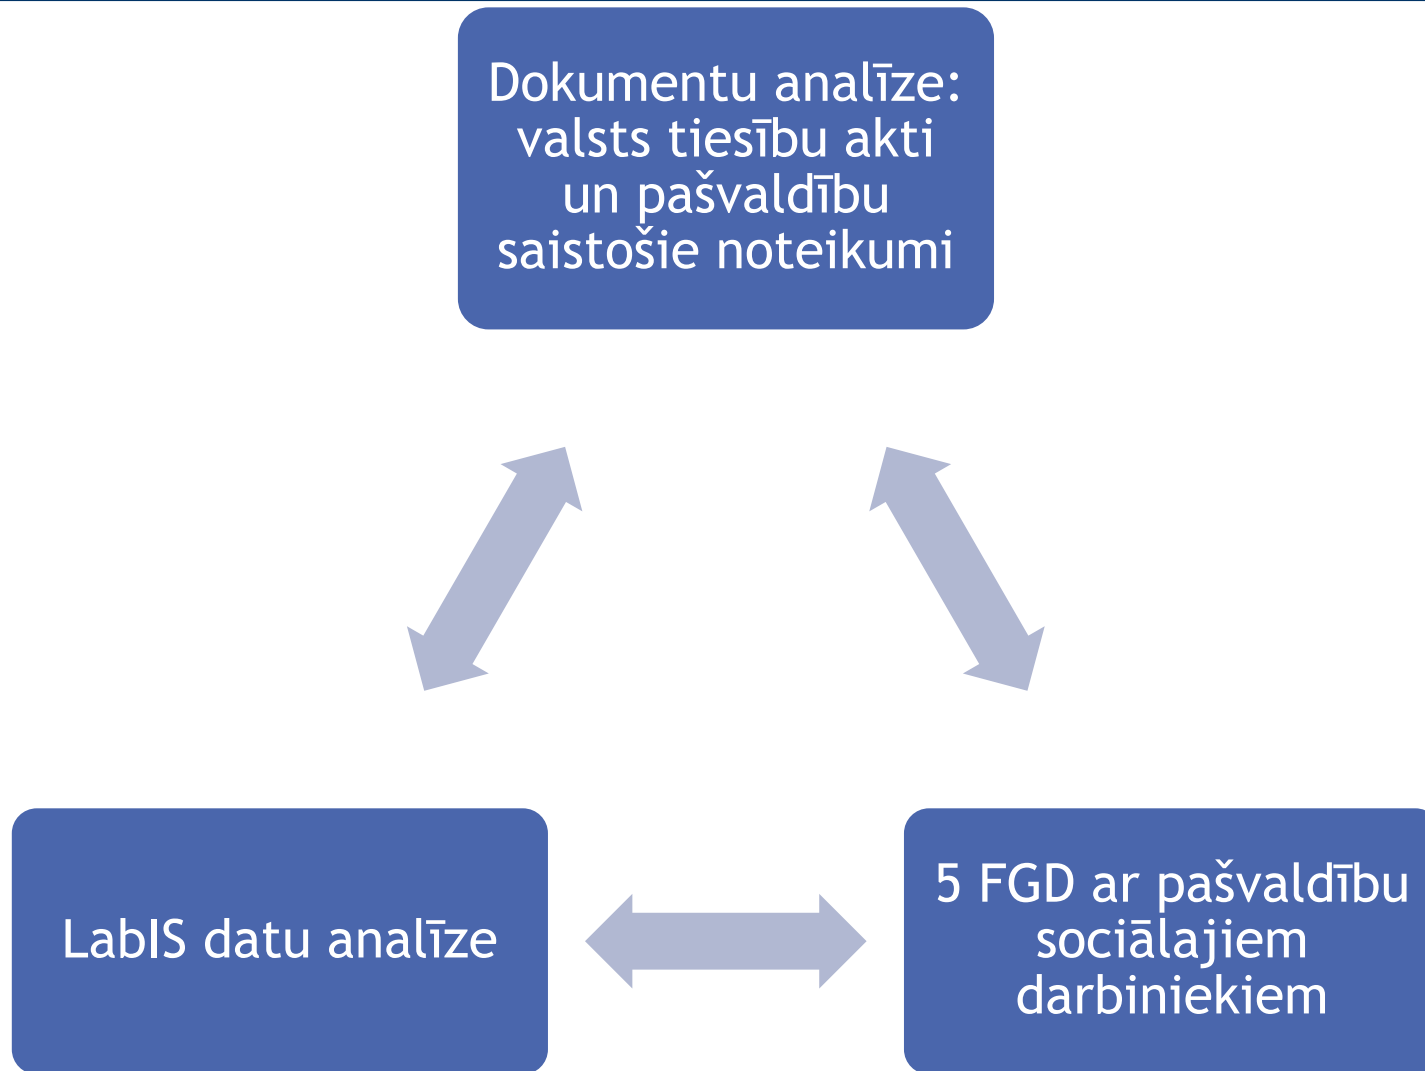 Dokumentu analīze:
valsts tiesību akti
un pašvaldību
saistošie noteikumi
LabIS datu analīze
5 FGD ar pašvaldību
sociālajiem
darbiniekiem